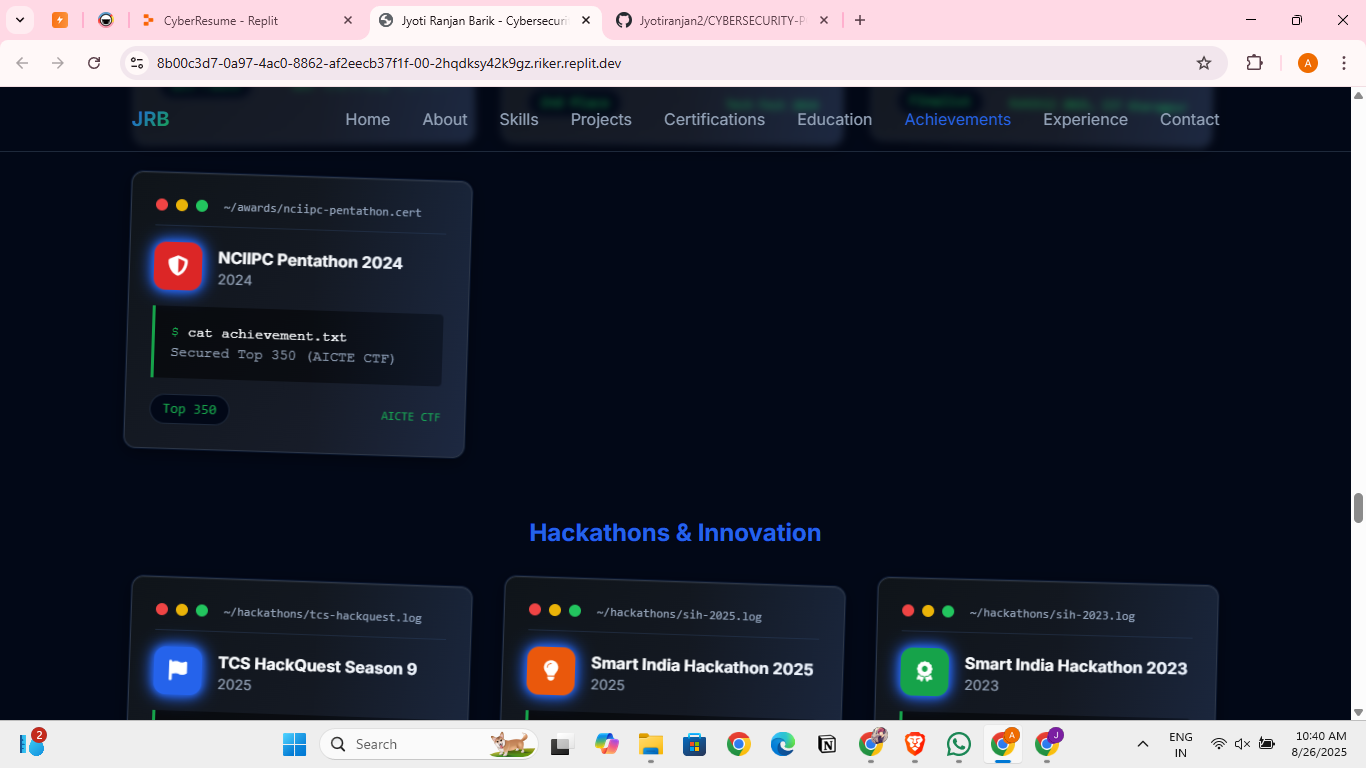 CyberResume - Replit
Jyoti Ranjan Barik - Cybersecuri
Jyotiranjan2/CYBERSECURITY-P
8b00c3d7-0a97-4ac0-8862-af2eecb37f1f-00-2hqdksy42k9gz.riker.replit.dev
A
JRB
Home
About
Skills
Projects
Certifications
Education
Achievements
Experience
Contact
~/awards/nciipc-pentathon.cert
NCIIPC Pentathon 2024
2024
$ cat achievement.txt
Secured Top 350 (AICTE CTF)
Top 350
AICTE CTF
Hackathons & Innovation
~/hackathons/tcs-hackquest.log
TCS HackQuest Season 9
2025
~/hackathons/sih-2025.log
Smart India Hackathon 2025
2025
~/hackathons/sih-2023.log
Smart India Hackathon 2023
2023
2
Search
A
J
ENG
IN
10:40 AM
8/26/2025